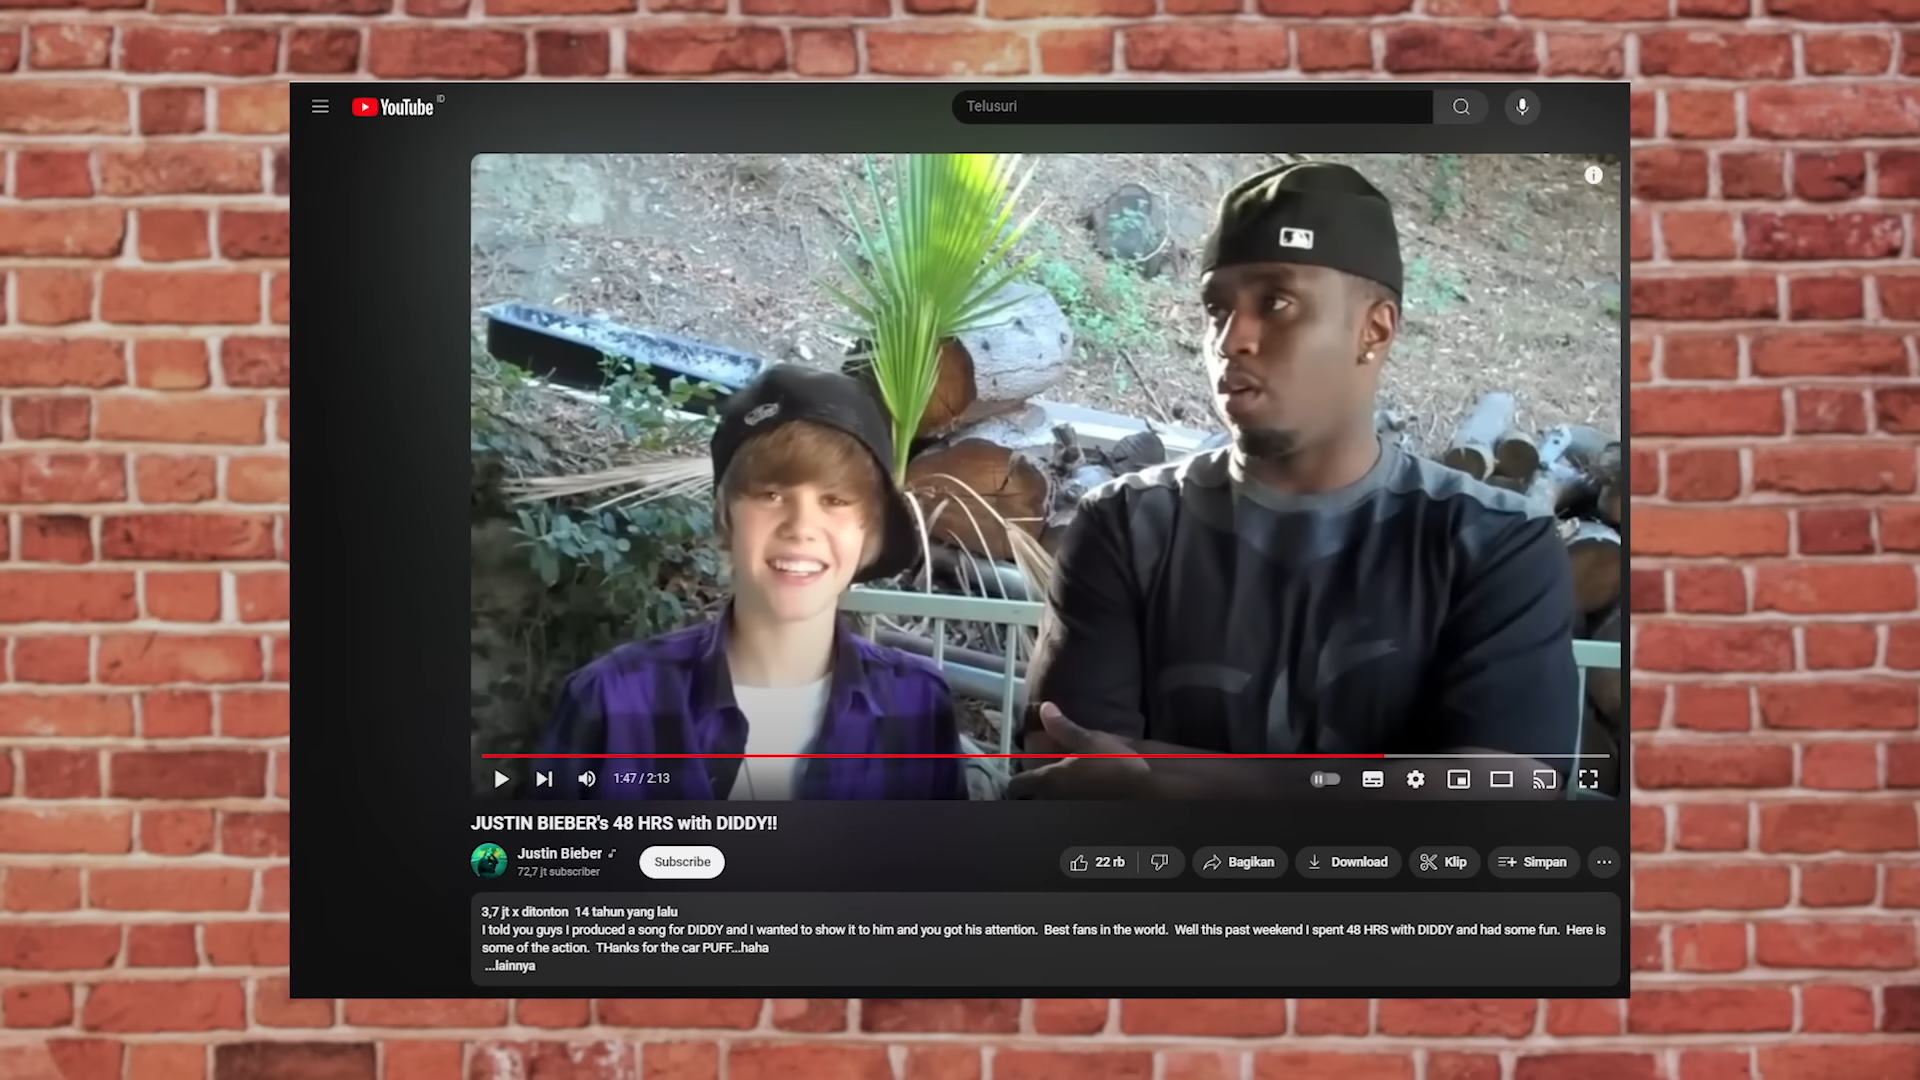 YouTube ID
Telusuri
1:47 / 2:13
JUSTIN BIEBER's 48 HRS with DIDDY!!
Justin Bieber
72,7 jt subscriber
Subscribe
22 rb
Bagikan
Download
Klip
Simpan
3,7 jt x ditonton 14 tahun yang lalu
I told you guys I produced a song for DIDDY and I wanted to show it to him and you got his attention. Best fans in the world. Well this past weekend I spent 48 HRS with DIDDY and had some fun. Here is
some of the action. THanks for the car PUFF...haha
...lainnya